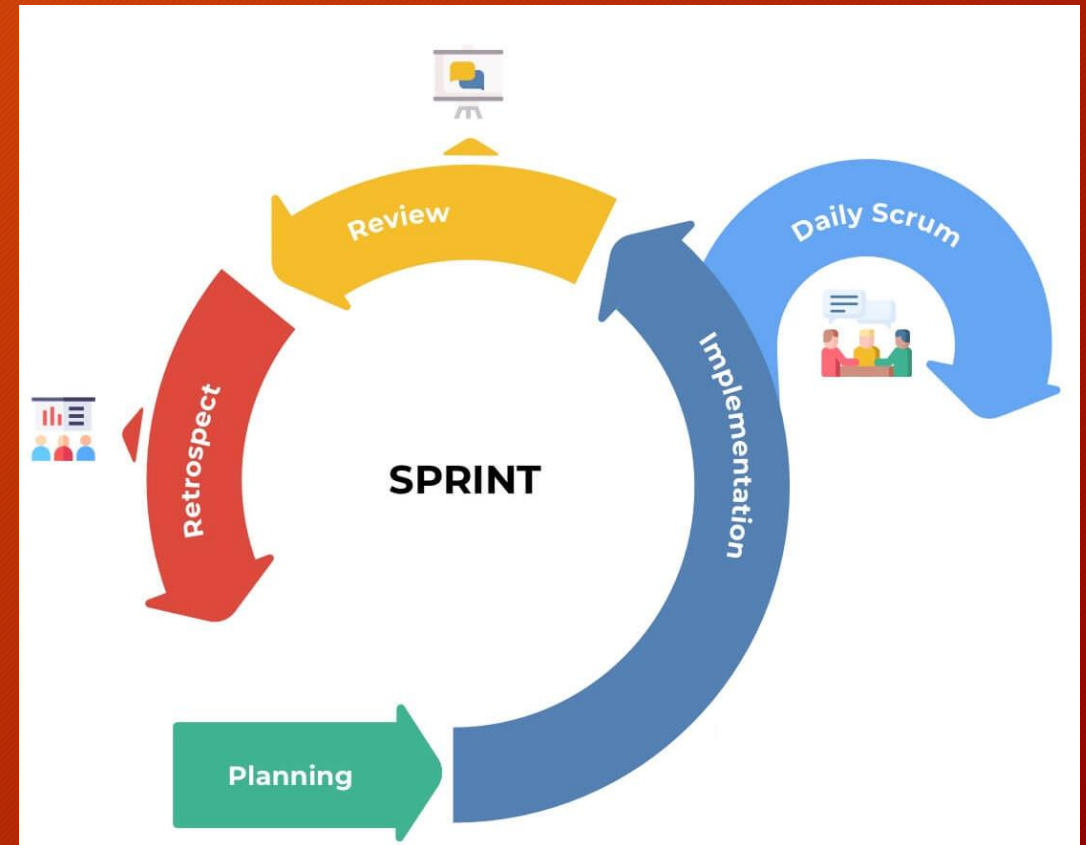 Review
Daily Scrum
Implementation
Retrospect
SPRINT
Planning